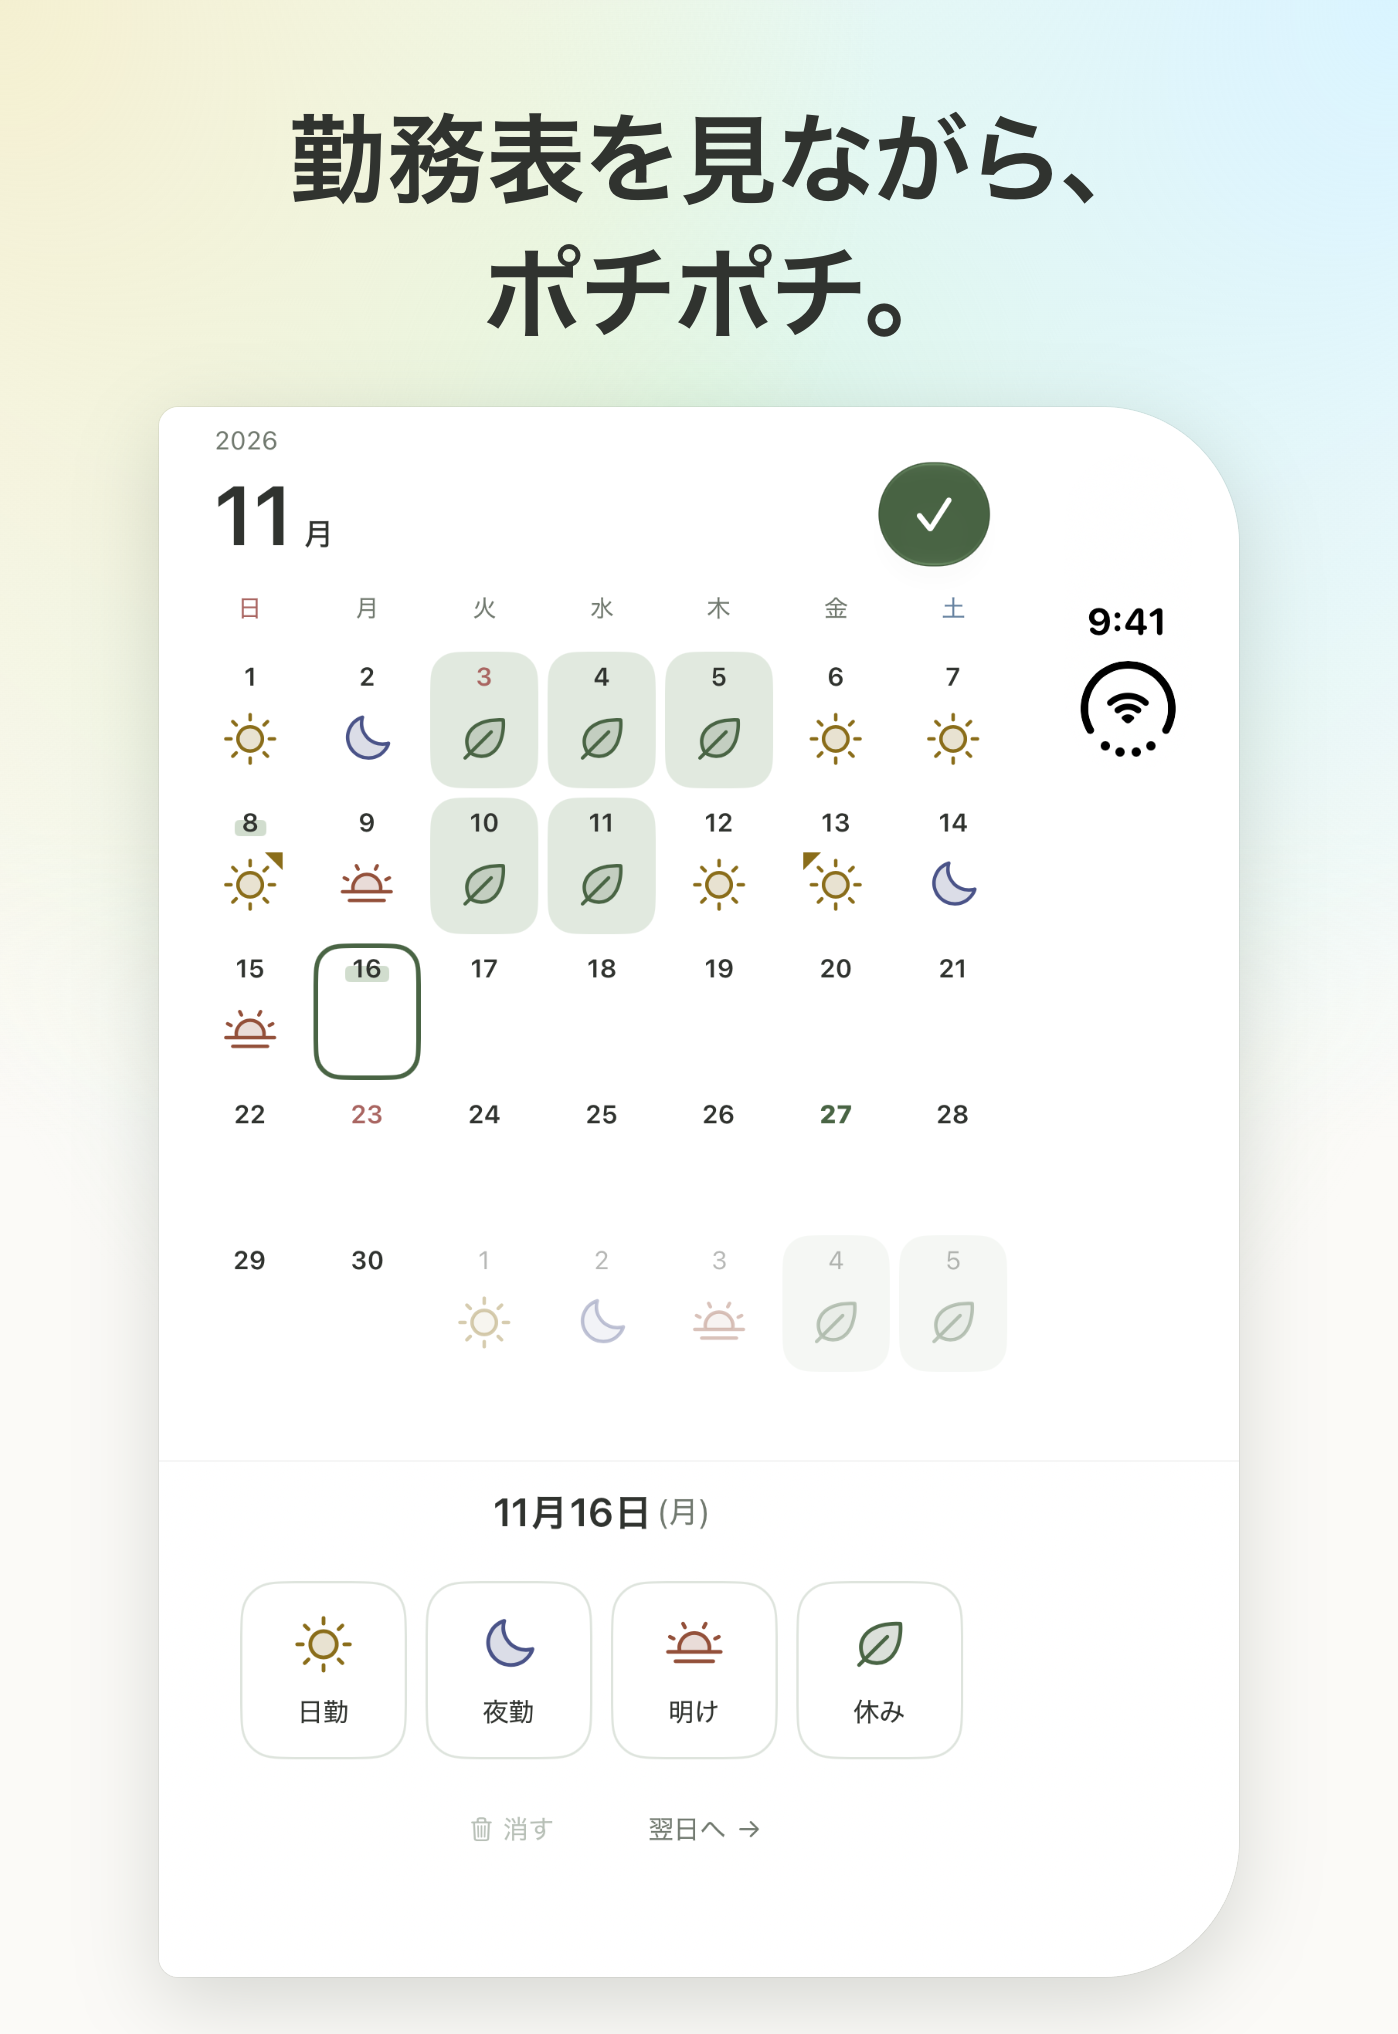 勤務表を見ながら、
ポチポチ。
2026
11月
日 月 火 水 木 金 土
9:41
1 2 3 4 5 6 7
8 9 10 11 12 13 14
15 16 17 18 19 20 21
22 23 24 25 26 27 28
29 30 1 2 3 4 5
11月16日(月)
日勤 夜勤 明け 休み
消す 翌日へ →